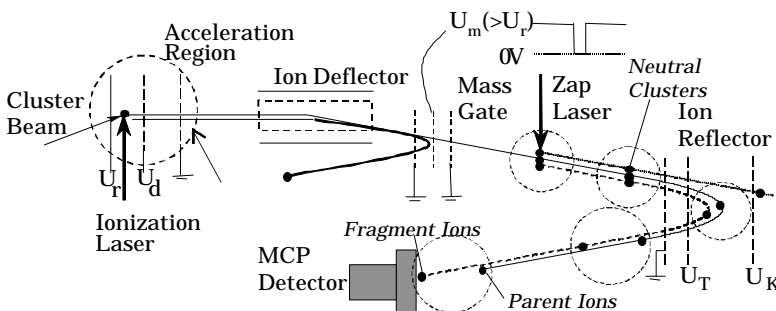 Acceleration
Region
U_m(>U_r)
0V
Ion Deflector
Mass
Gate
Zap
Laser
Neutral
Clusters
Ion
Reflector
Cluster
Beam
U_r
U_d
Ionization
Laser
Fragment Ions
MCP
Detector
Parent Ions
U_T
U_K